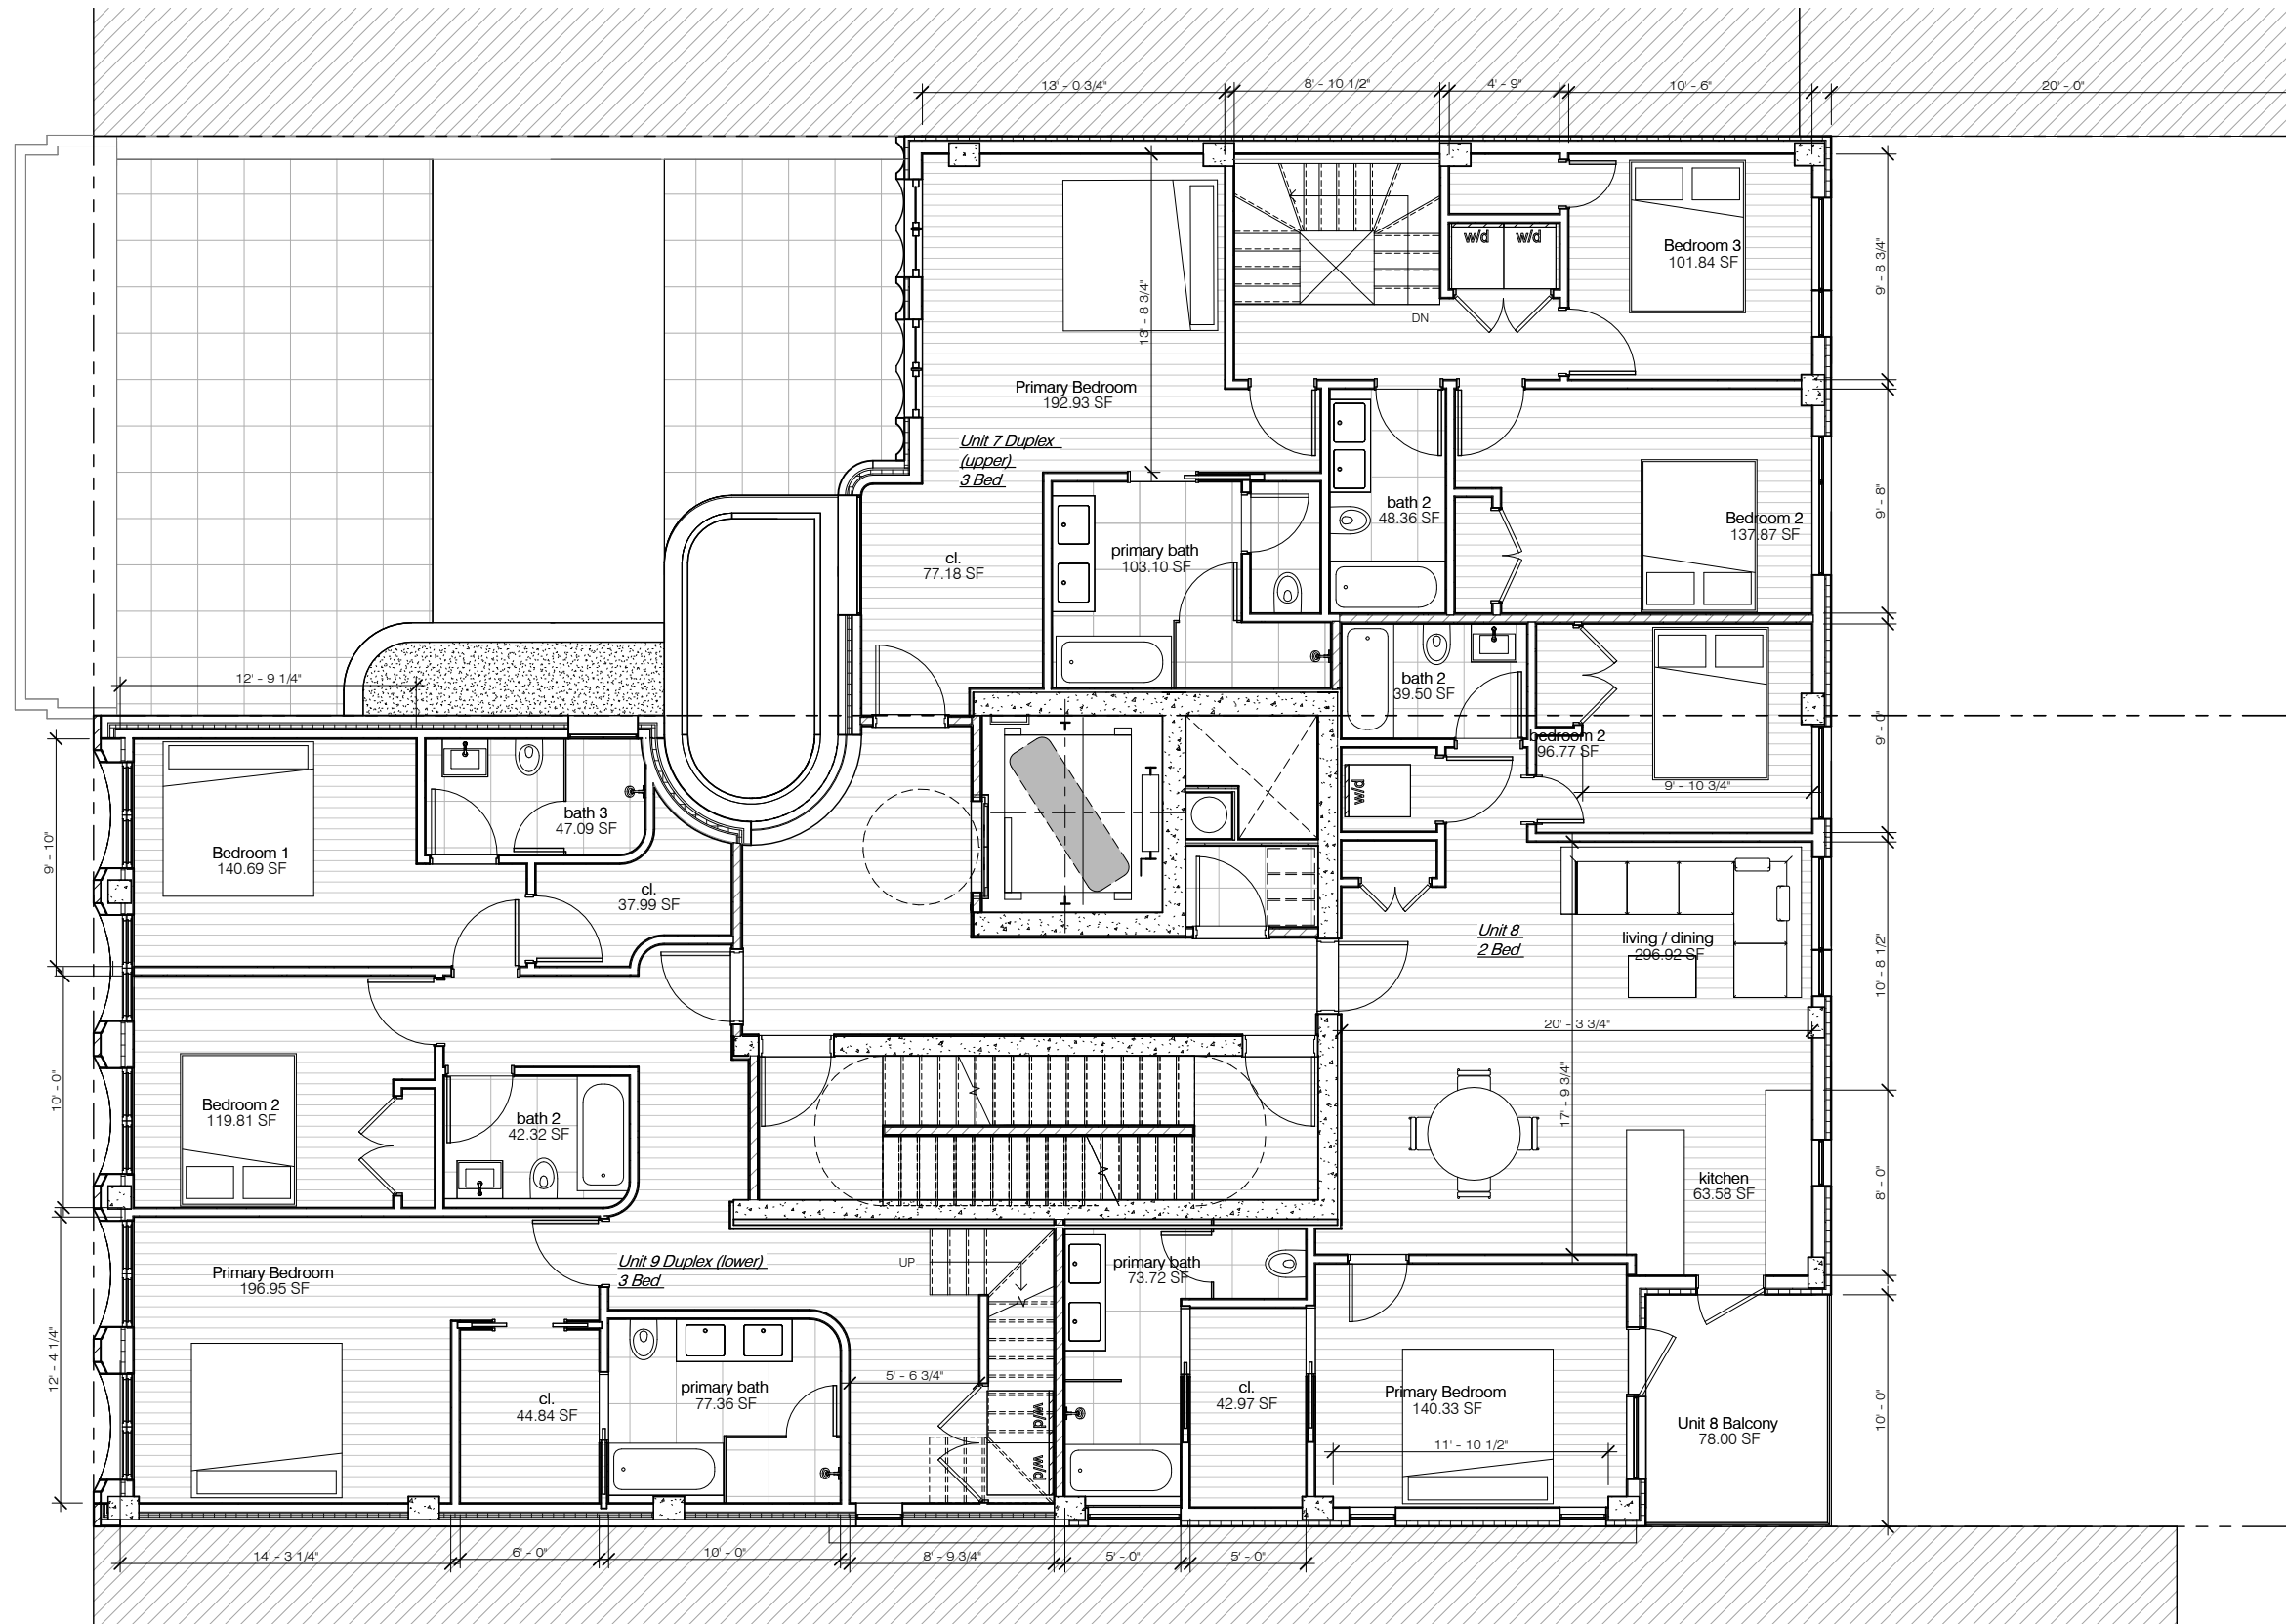 13' - 0 3/4"
8' - 10 1/2"
4' - 9"
10' - 6"
20' - 0"
w/d
w/d
Bedroom 3
101.84 SF
9' - 8 3/4"
13' - 8 3/4"
DN
Primary Bedroom
192.93 SF
Unit 7 Duplex
(upper)
3 Bed
bath 2
48.36 SF
Bedroom 2
137.87 SF
9' - 8"
cl.
77.18 SF
primary bath
103.10 SF
12' - 9 1/4"
bath 2
39.50 SF
bedroom 2
96.77 SF
9' - 0"
9' - 10 3/4"
w/d
bath 3
47.09 SF
Bedroom 1
140.69 SF
9' - 10"
cl.
37.99 SF
Unit 8
2 Bed
living / dining
296.92 SF
10' - 8 1/2"
20' - 3 3/4"
17' - 9 3/4"
10' - 0"
Bedroom 2
119.81 SF
bath 2
42.32 SF
kitchen
63.58 SF
8' - 0"
Unit 9 Duplex (lower)
3 Bed
UP
primary bath
73.72 SF
Primary Bedroom
196.95 SF
12' - 4 1/4"
cl.
44.84 SF
primary bath
77.36 SF
5' - 6 3/4"
w/d
w/d
cl.
42.97 SF
Primary Bedroom
140.33 SF
11' - 10 1/2"
Unit 8 Balcony
78.00 SF
10' - 0"
14' - 3 1/4"
6' - 0"
10' - 0"
8' - 9 3/4"
5' - 0"
5' - 0"